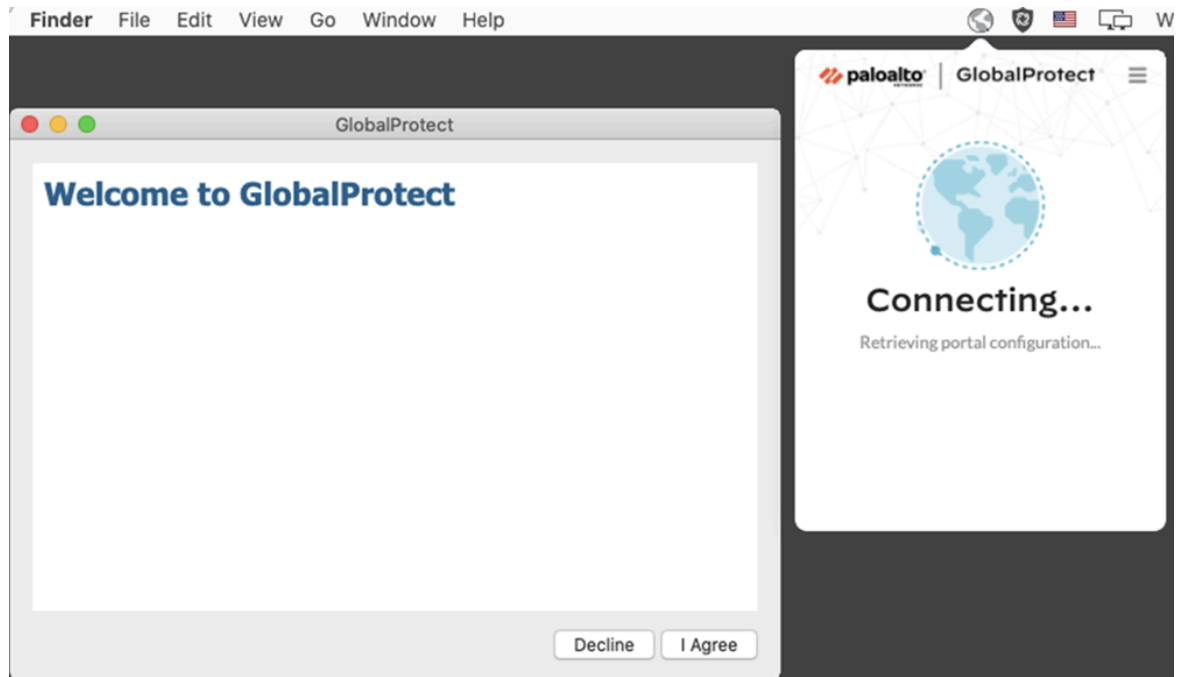 Finder File Edit View Go Window Help W
paloalto NETWORKS GlobalProtect
GlobalProtect
Welcome to GlobalProtect
Connecting...
Retrieving portal configuration...
Decline I Agree